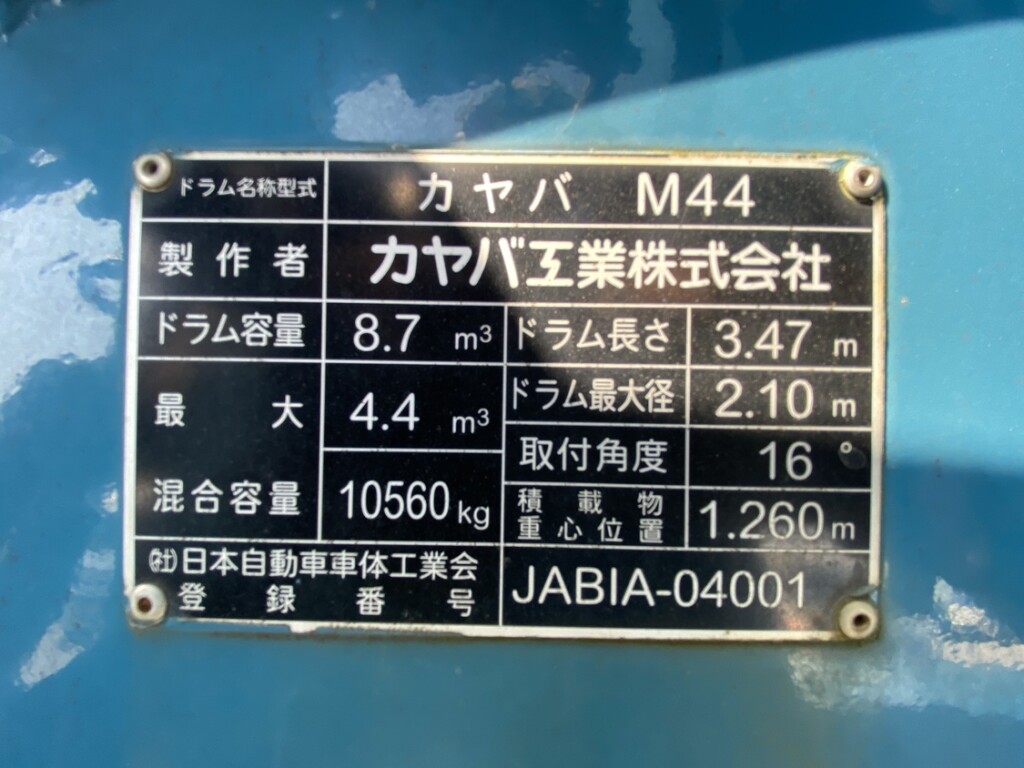 ドラム名称型式 カヤバ M44
製作者 カヤバ工業株式会社
ドラム容量 8.7 m³ ドラム長さ 3.47 m
最大 4.4 m³ ドラム最大径 2.10 m
取付角度 16°
混合容量 10560 kg 積載物 1.260 m
重心位置
㈳日本自動車車体工業会 JABIA-04001
登録番号